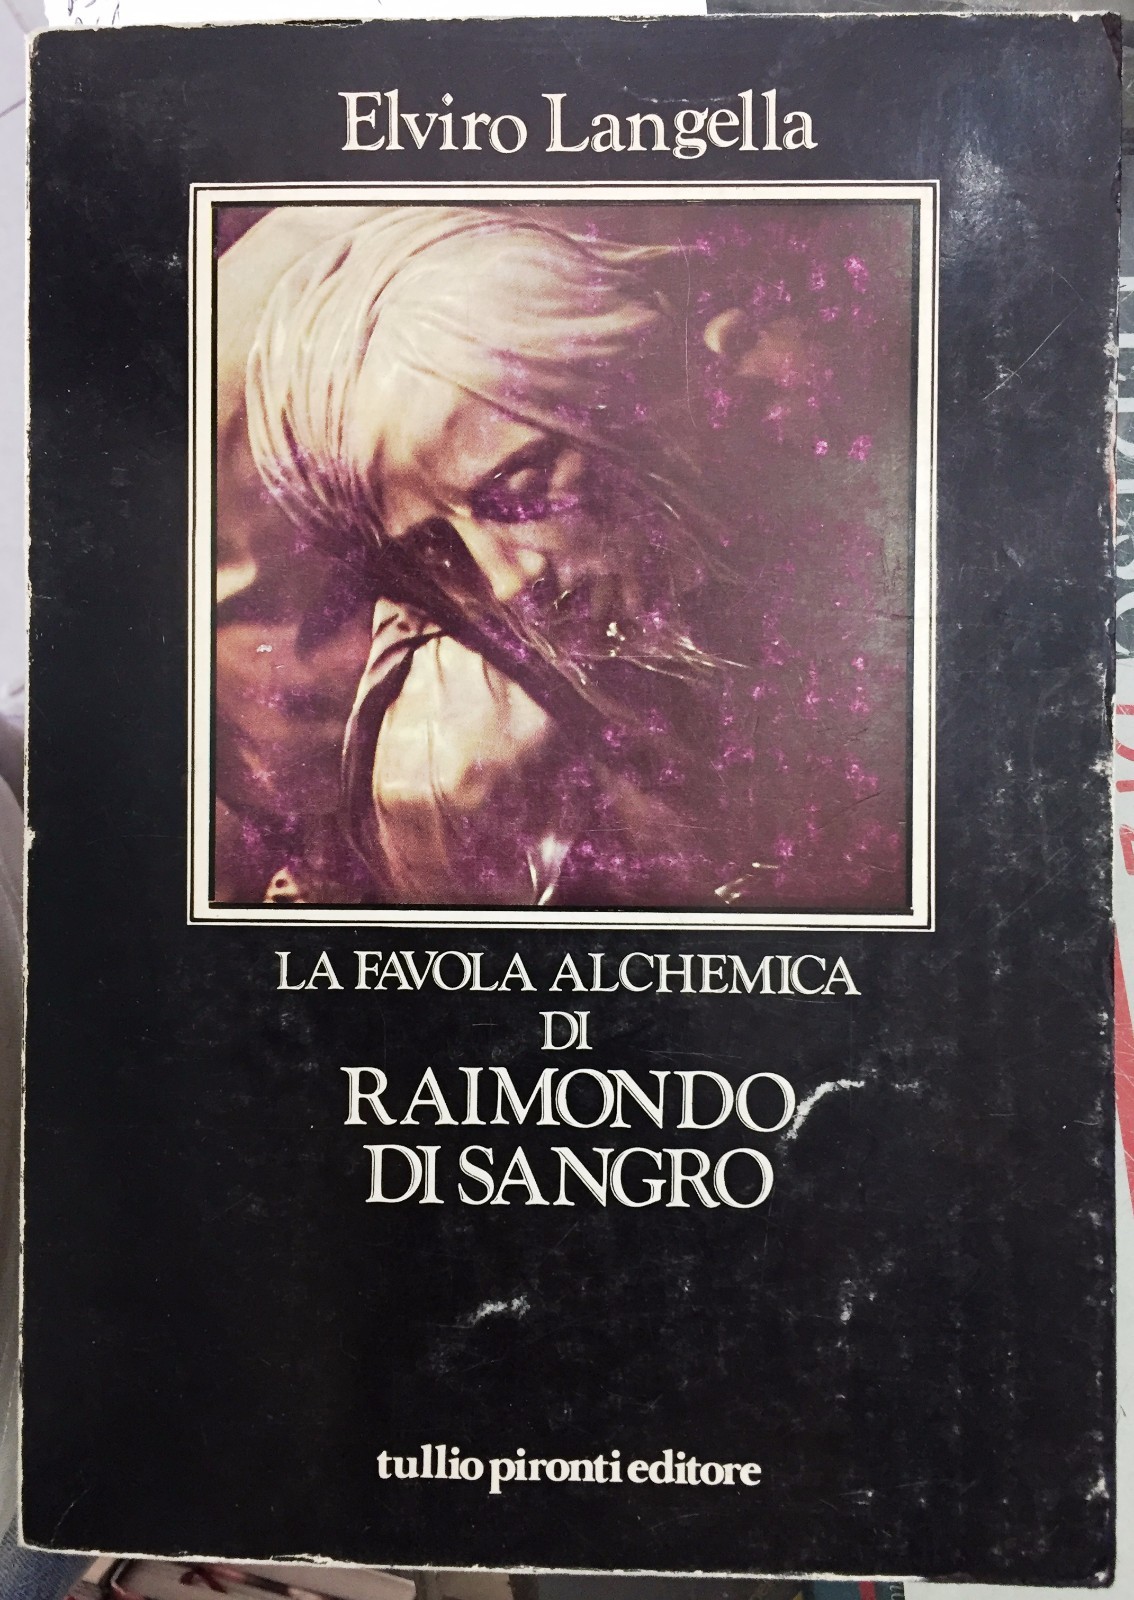 Elviro Langella
LA FAVOLA ALCHEMICA
DI
RAIMONDO
DI SANGRO
tullio pironti editore